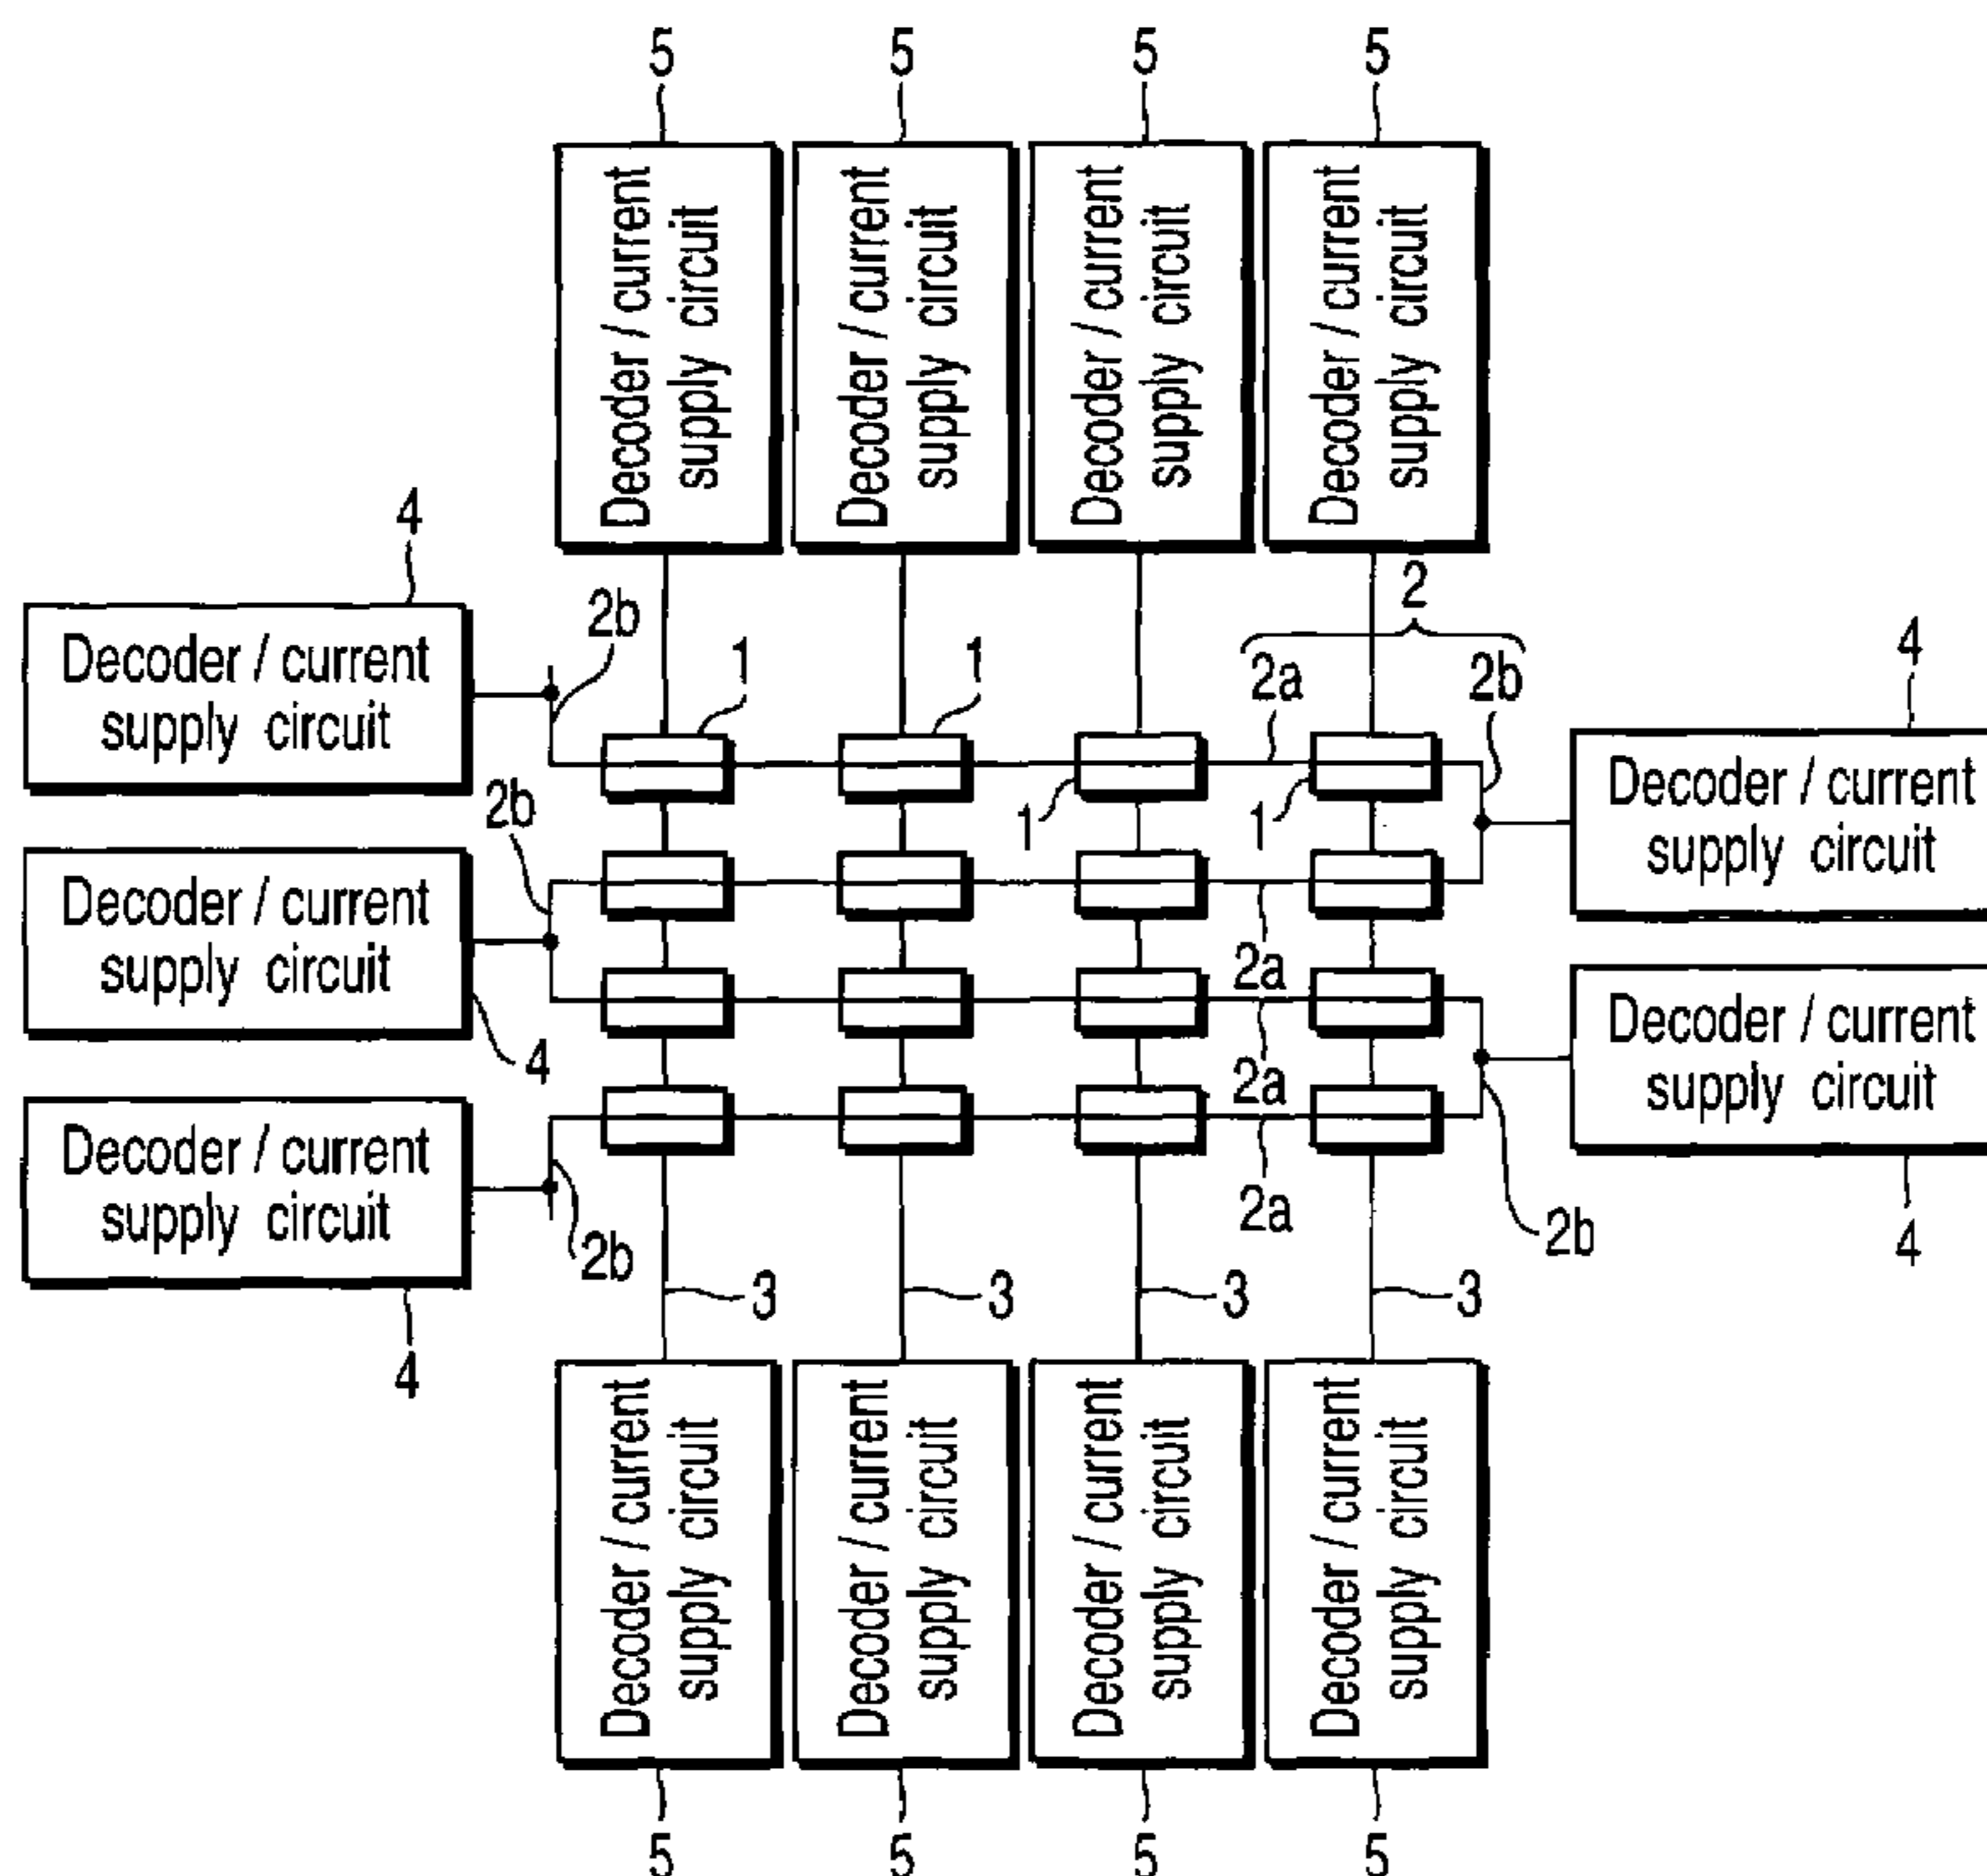 5 5 5 5
Decoder / current
supply circuit
Decoder / current
supply circuit
Decoder / current
supply circuit
Decoder / current
supply circuit
4
2b
2
Decoder / current
supply circuit
1
1
2a
2b
4
2b
1
1
Decoder / current
supply circuit
Decoder / current
supply circuit
2a
4
2a
Decoder / current
supply circuit
Decoder / current
supply circuit
2b
2a
2b
4
3 3 3 3
4
Decoder / current
supply circuit
Decoder / current
supply circuit
Decoder / current
supply circuit
Decoder / current
supply circuit
5 5 5 5